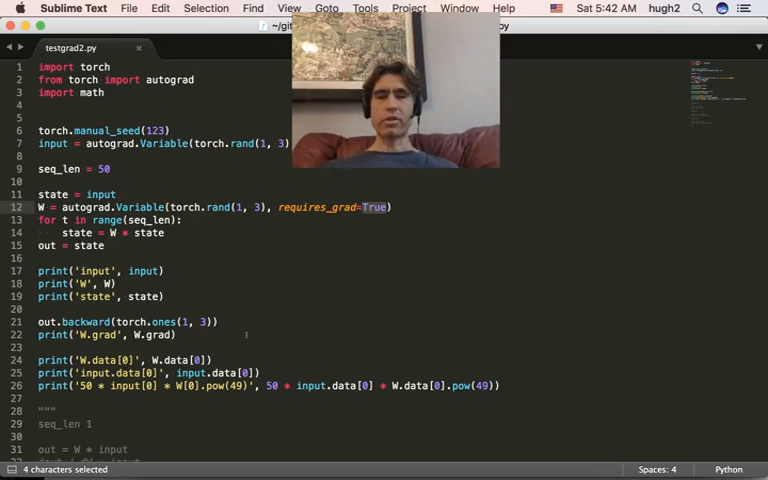 Sublime Text File Edit Selection Find View Goto Tools Project Window Help Sat 5:42 AM hugh2
~/git py
testgrad2.py ×
1 import torch
2 from torch import autograd
3 import math
4
5
6 torch.manual_seed(123)
7 input = autograd.Variable(torch.rand(1, 3)
8
9 seq_len = 50
10
11 state = input
12 W = autograd.Variable(torch.rand(1, 3), requires_grad=True)
13 for t in range(seq_len):
14 state = W * state
15 out = state
16
17 print('input', input)
18 print('W', W)
19 print('state', state)
20
21 out.backward(torch.ones(1, 3))
22 print('W.grad', W.grad)
23
24 print('W.data[0]', W.data[0])
25 print('input.data[0]', input.data[0])
26 print('50 * input[0] * W[0].pow(49)', 50 * input.data[0] * W.data[0].pow(49))
27
28 """
29 seq_len 1
30
31 out = W * input
4 characters selected Spaces: 4 Python